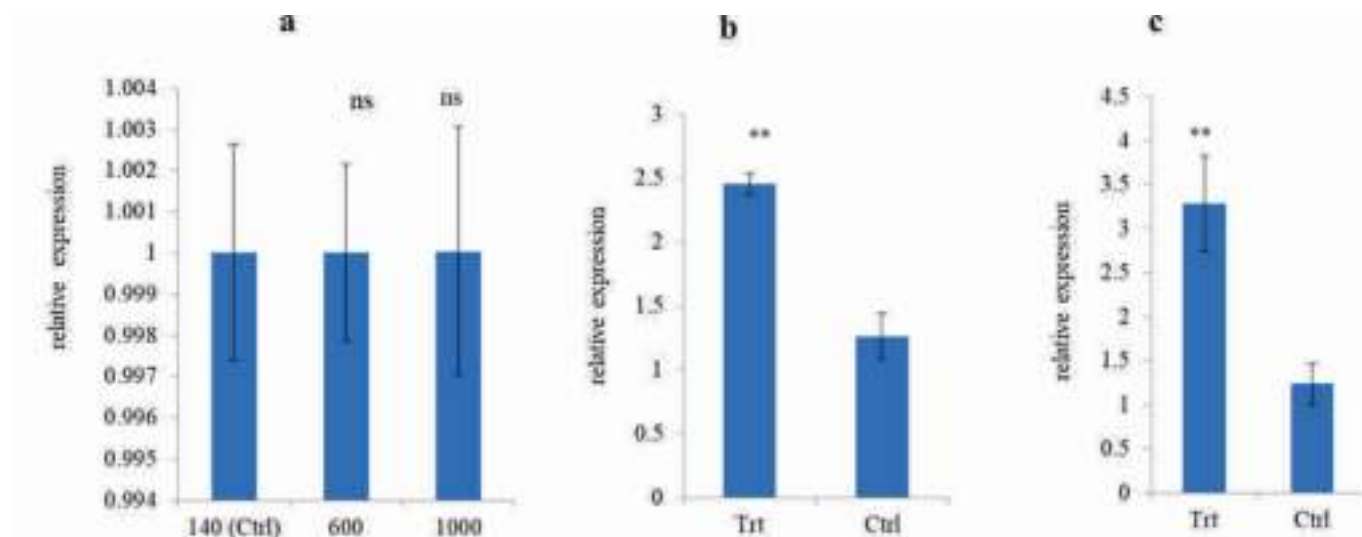 a
relative expression
1.004
1.003
1.002
1.001
1
0.999
0.998
0.997
0.996
0.995
0.994
ns
ns
140 (Ctrl)
600
1000
b
relative expression
3
2.5
2
1.5
1
0.5
0
**
Trt
Ctrl
c
relative expression
4.5
4
3.5
3
2.5
2
1.5
1
0.5
0
**
Trt
Ctrl